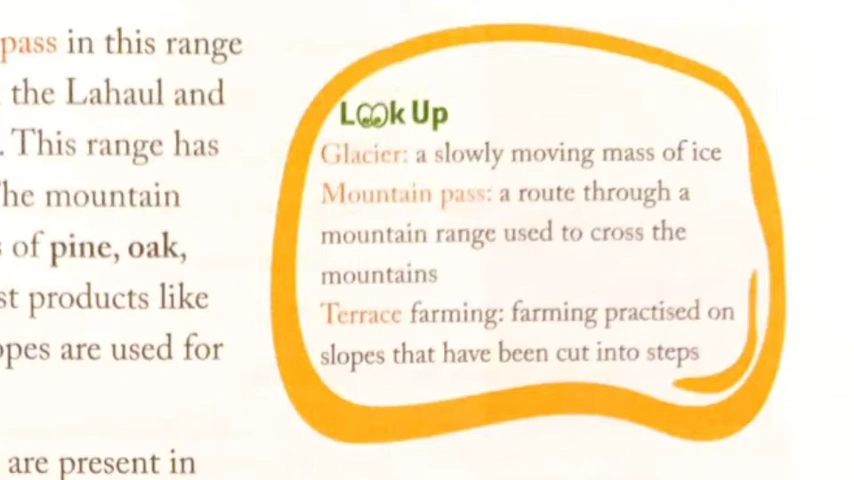 pass in this range
the Lahaul and
. This range has
he mountain
of pine, oak,
st products like
opes are used for
are present in
Look Up
Glacier: a slowly moving mass of ice
Mountain pass: a route through a
mountain range used to cross the
mountains
Terrace farming: farming practised on
slopes that have been cut into steps